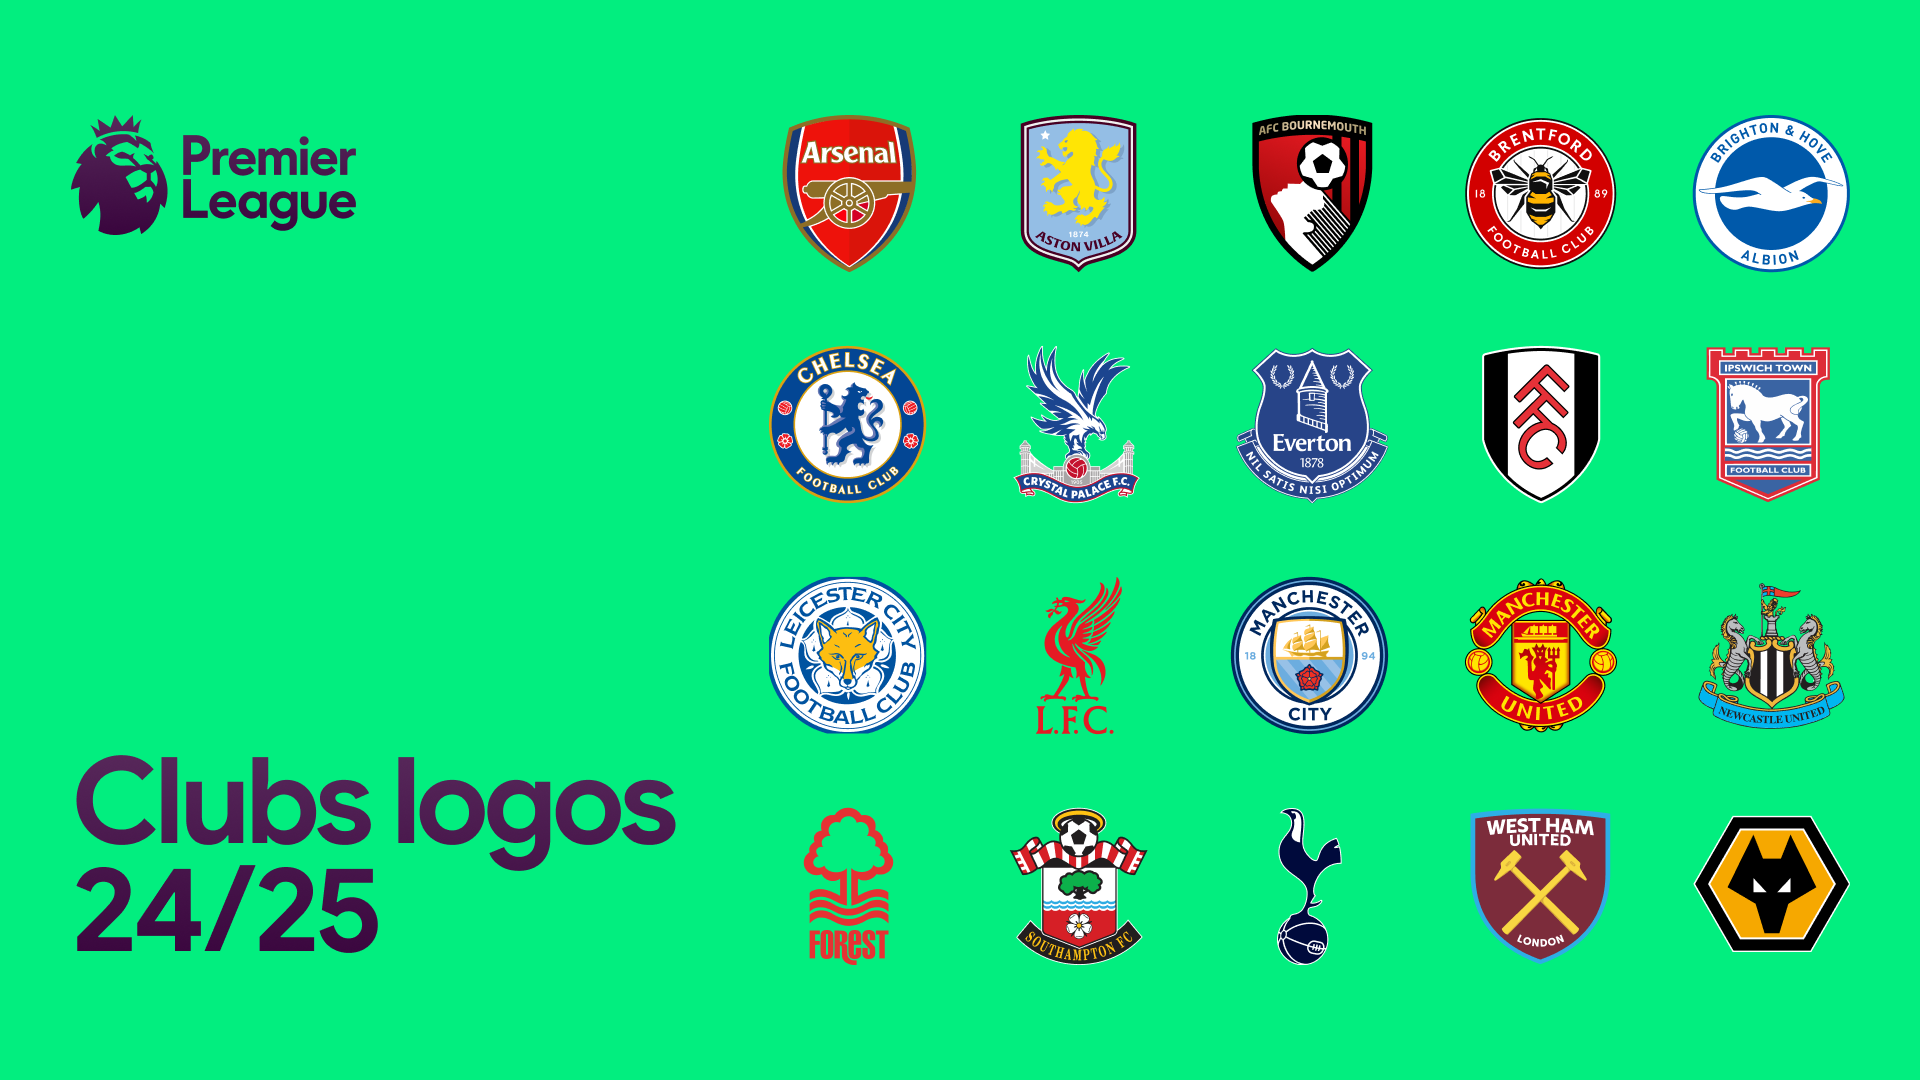 Premier
League
Arsenal
1874
ASTON VILLA
AFC BOURNEMOUTH
BRENTFORD
18 89
FOOTBALL CLUB
BRIGHTON & HOVE
ALBION
CHELSEA
FOOTBALL CLUB
CRYSTAL PALACE F.C.
Everton
1878
NIL SATIS NISI OPTIMUM
FFC
IPSWICH TOWN
FOOTBALL CLUB
LEICESTER CITY
FOOTBALL CLUB
L.F.C.
MANCHESTER
18 94
CITY
MANCHESTER
UNITED
NEWCASTLE UNITED
Clubs logos
24/25
FOREST
SOUTHAMPTON FC
WEST HAM
UNITED
LONDON